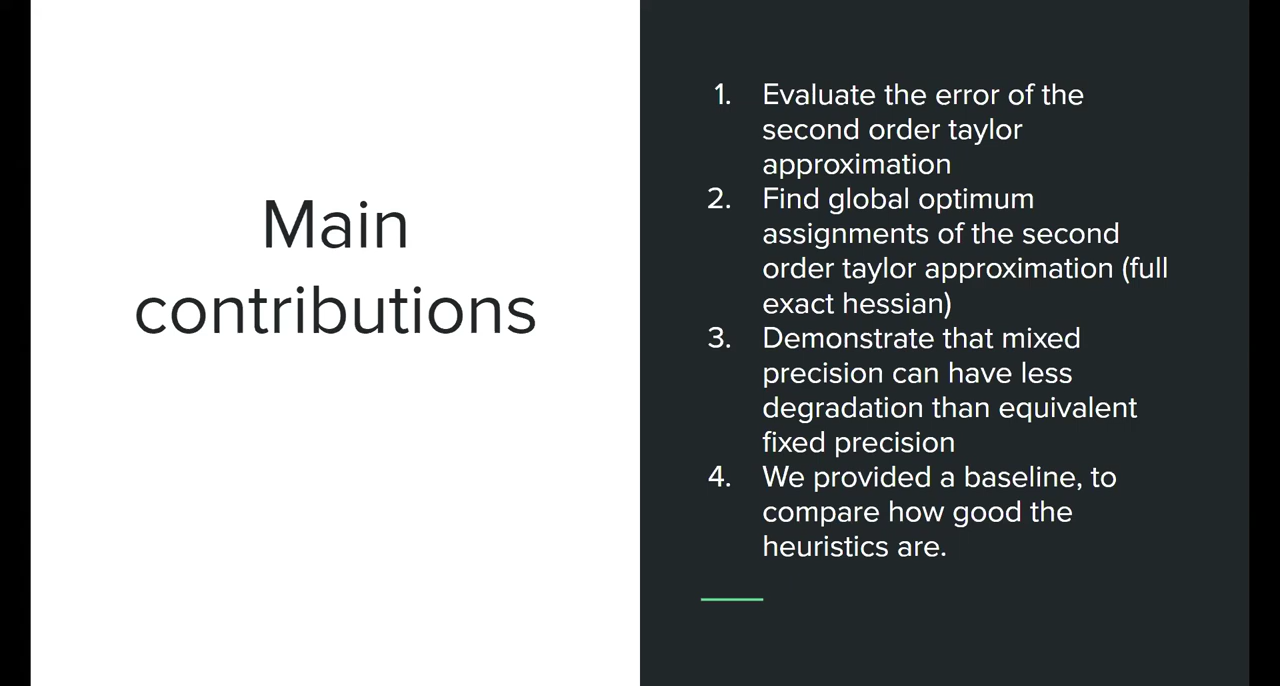 Main
contributions
1. Evaluate the error of the
second order taylor
approximation
2. Find global optimum
assignments of the second
order taylor approximation (full
exact hessian)
3. Demonstrate that mixed
precision can have less
degradation than equivalent
fixed precision
4. We provided a baseline, to
compare how good the
heuristics are.